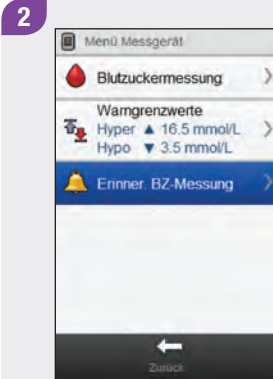 2
Menü Messgerät
Blutzuckermessung
Warngrenzwerte
Hyper ▲ 16.5 mmol/L
Hypo ▼ 3.5 mmol/L
Erinner. BZ-Messung
Zurück